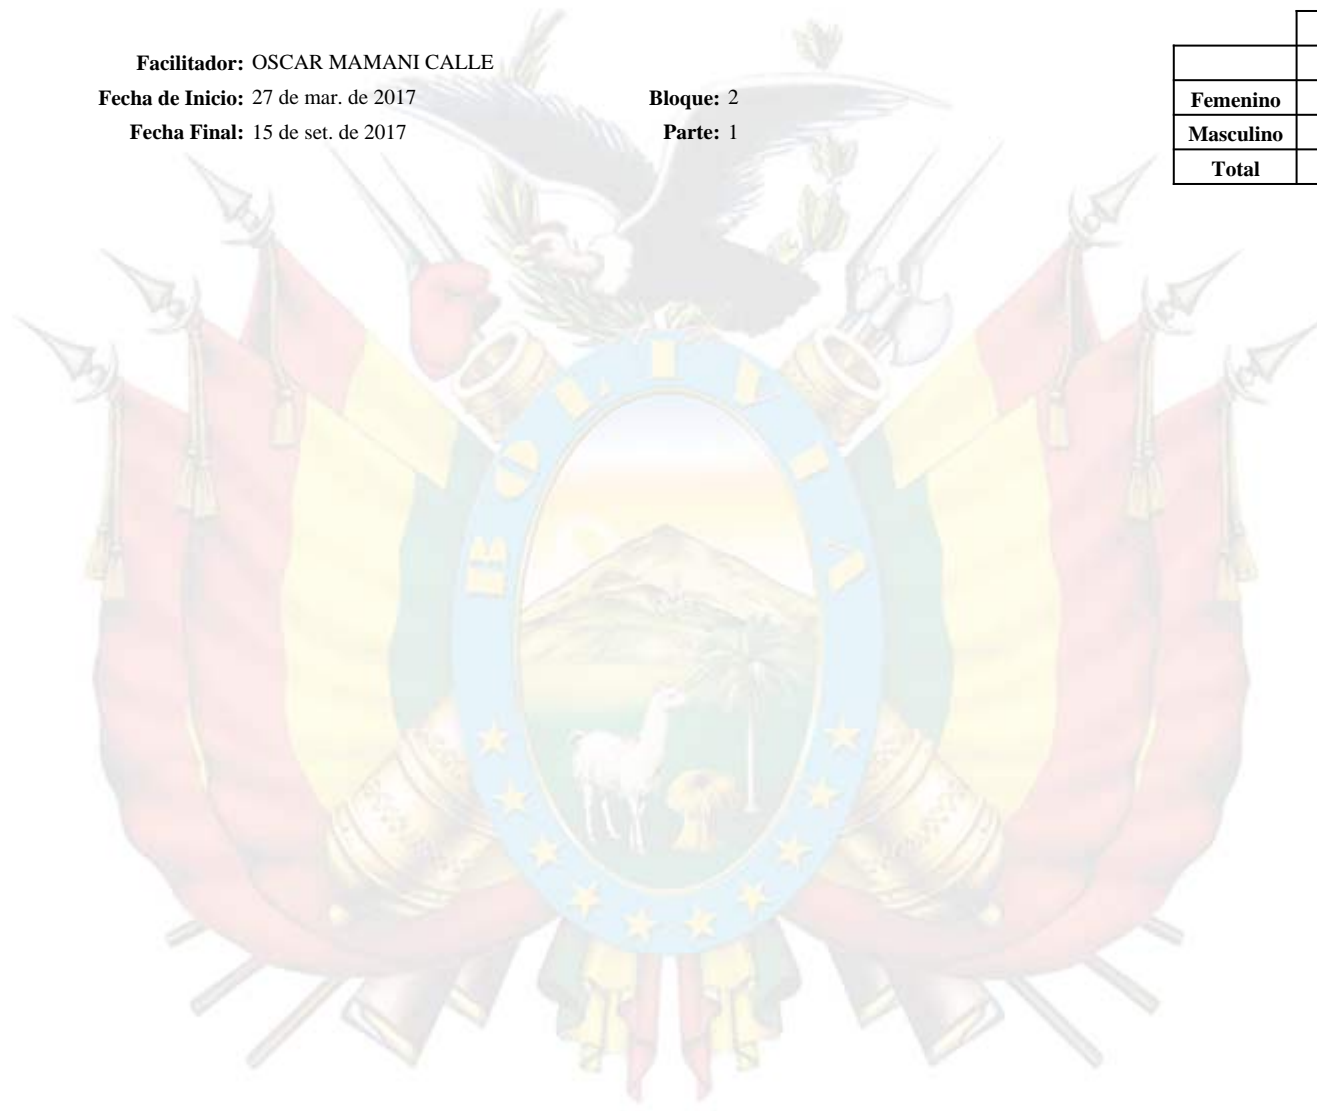 Facilitador: OSCAR MAMANI CALLE
Fecha de Inicio: 27 de mar. de 2017 Bloque: 2
Fecha Final: 15 de set. de 2017 Parte: 1
Femenino
Masculino
Total
BOLIVIA